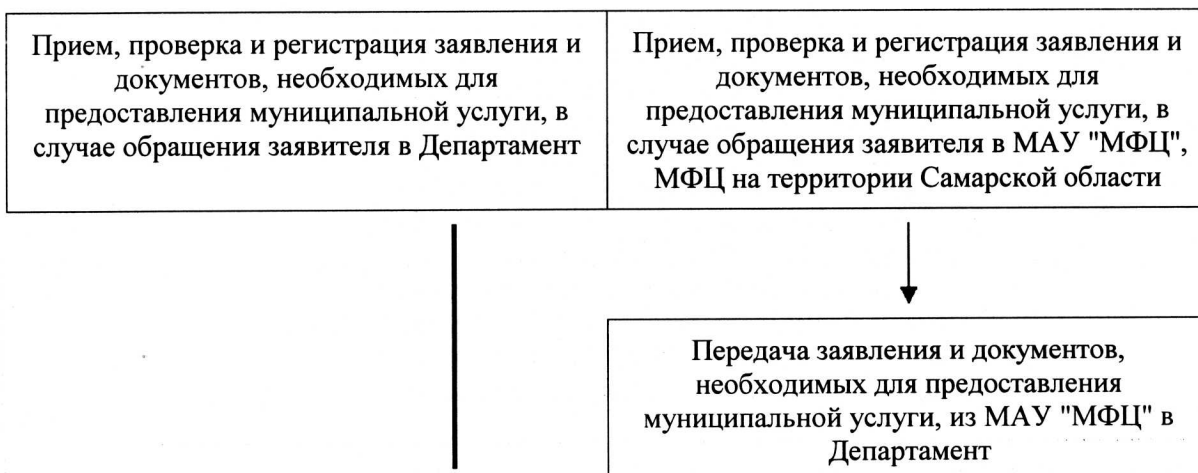 Прием, проверка и регистрация заявления и
документов, необходимых для
предоставления муниципальной услуги, в
случае обращения заявителя в Департамент
Прием, проверка и регистрация заявления и
документов, необходимых для
предоставления муниципальной услуги, в
случае обращения заявителя в МАУ "МФЦ",
МФЦ на территории Самарской области
Передача заявления и документов,
необходимых для предоставления
муниципальной услуги, из МАУ "МФЦ" в
Департамент